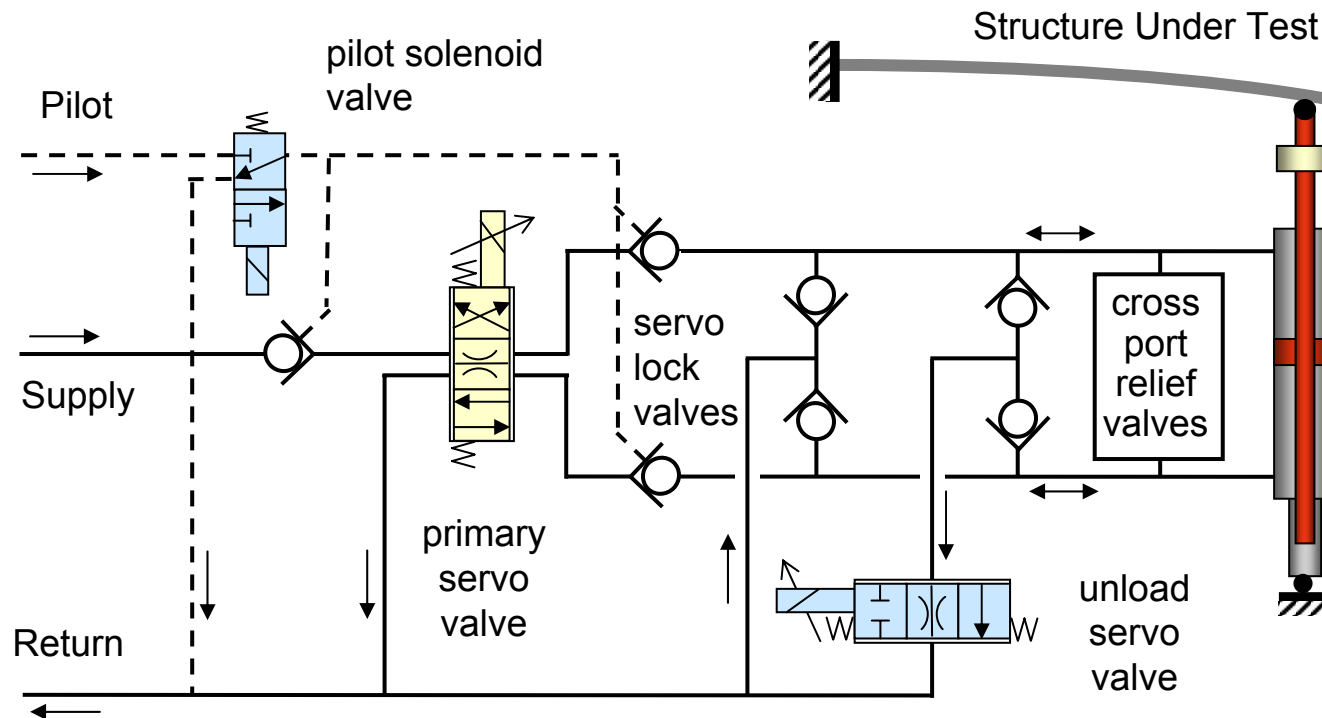 Structure Under Test
pilot solenoid
valve
Pilot
Supply
servo
lock
valves
cross
port
relief
valves
primary
servo
valve
unload
servo
valve
Return